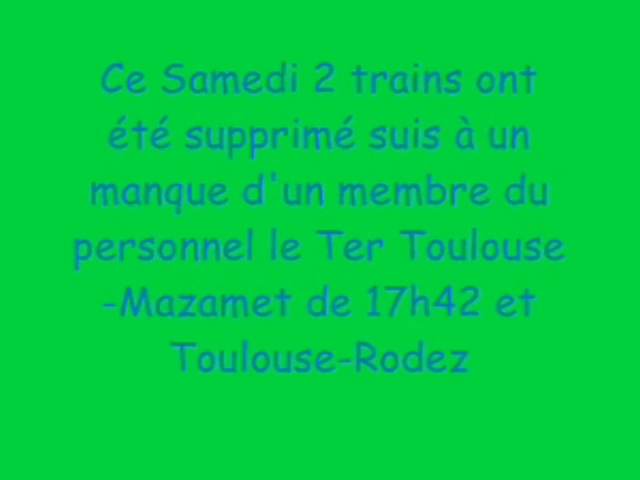 Ce Samedi 2 trains ont
été supprimé suis à un
manque d'un membre du
personnel le Ter Toulouse
-Mazamet de 17h42 et
Toulouse-Rodez